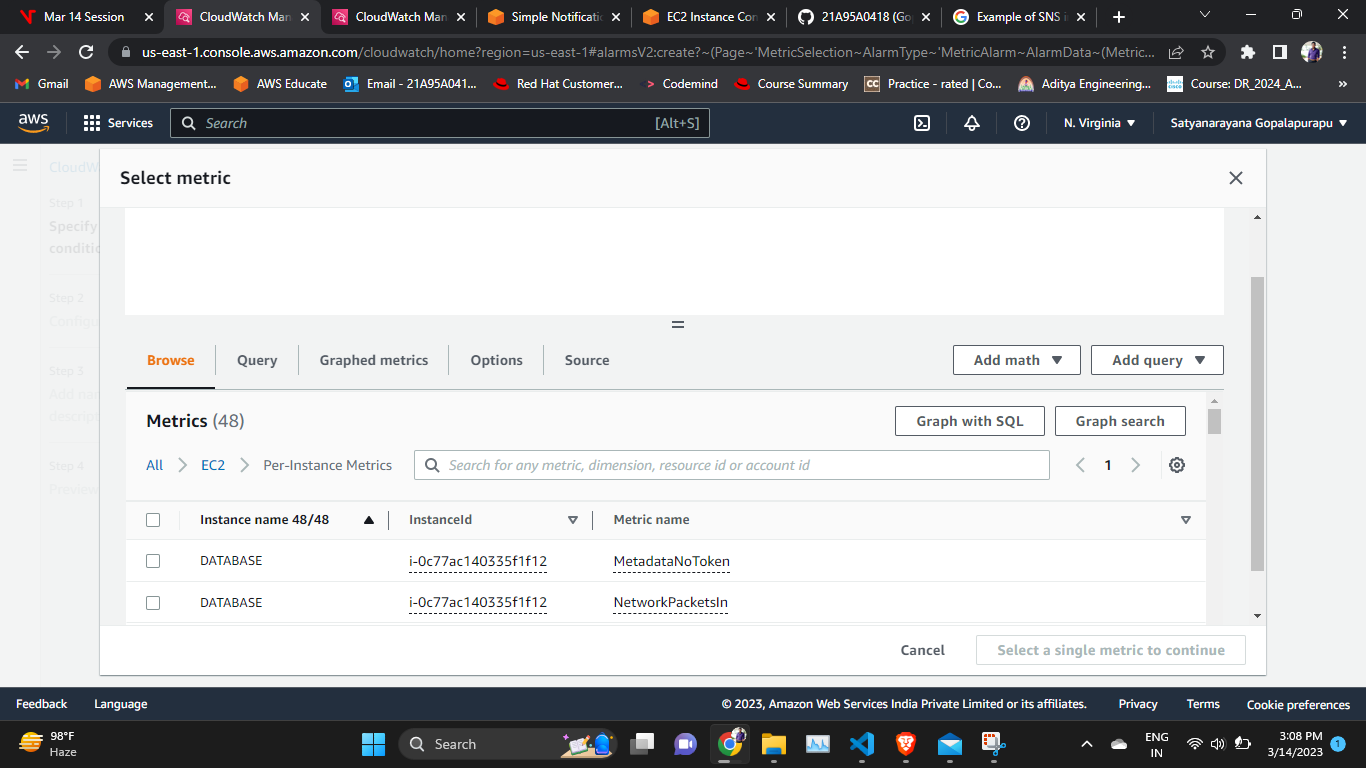 Mar 14 Session
CloudWatch Man
CloudWatch Man
Simple Notificatio
EC2 Instance Con
21A95A0418 (Gop
Example of SNS i
us-east-1.console.aws.amazon.com/cloudwatch/home?region=us-east-1#alarmsV2:create?~(Page~'MetricSelection~AlarmType~'MetricAlarm~AlarmData~(Metric...
Gmail
AWS Management...
AWS Educate
Email - 21A95A041...
Red Hat Customer...
Codemind
Course Summary
CC
Practice - rated | Co...
Aditya Engineering...
Course: DR_2024_A...
aws
Services
Search
[Alt+S]
N. Virginia
Satyanarayana Gopalapurapu
CloudW
Step 1
Specify
conditio
Step 2
Configu
Step 3
Add nam
descript
Step 4
Preview
Select metric
Browse
Query
Graphed metrics
Options
Source
Add math
Add query
Metrics (48)
Graph with SQL
Graph search
All
EC2
Per-Instance Metrics
Search for any metric, dimension, resource id or account id
1
Instance name 48/48
InstanceId
Metric name
DATABASE
i-0c77ac140335f1f12
MetadataNoToken
DATABASE
i-0c77ac140335f1f12
NetworkPacketsIn
Cancel
Select a single metric to continue
Feedback
Language
© 2023, Amazon Web Services India Private Limited or its affiliates.
Privacy
Terms
Cookie preferences
98°F
Haze
Search
ENG
IN
3:08 PM
3/14/2023
1